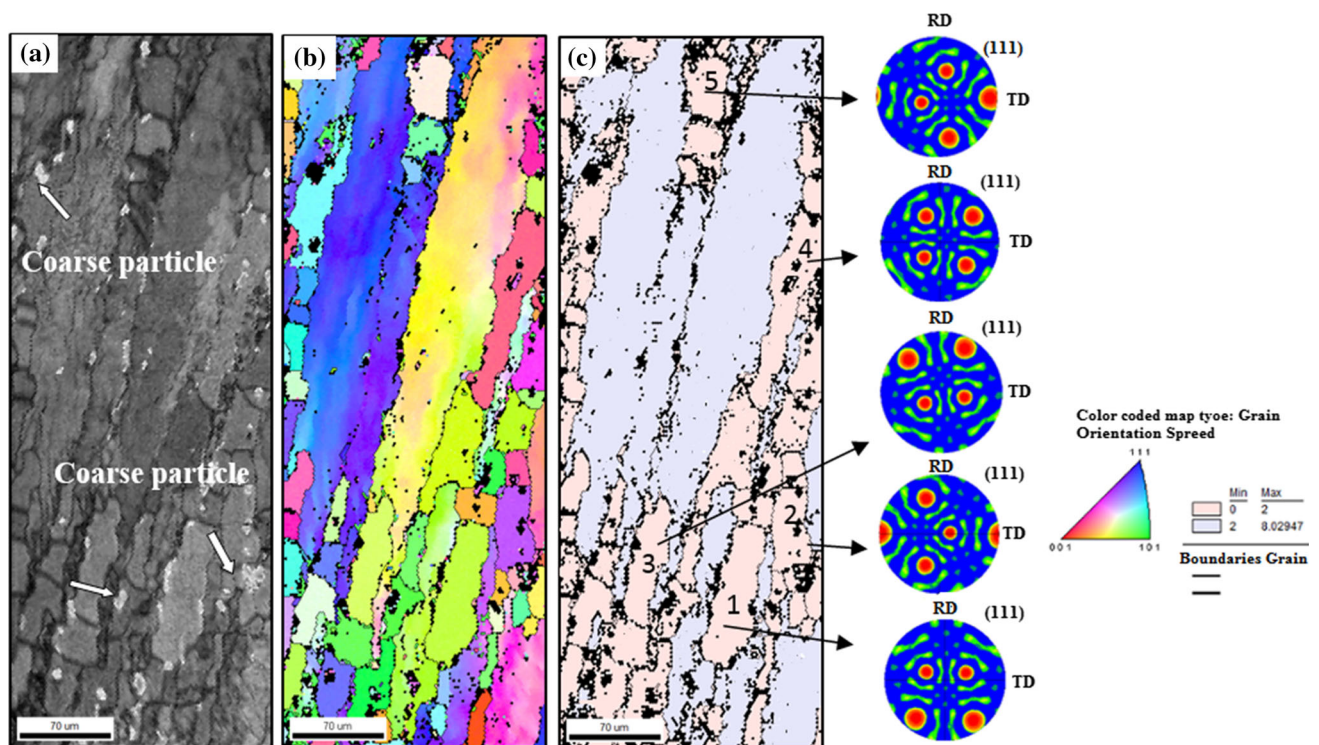 (a)
Coarse particle
Coarse particle
70 um
(b)
70 um
(c)
5
4
3
2
1
70 um
RD
(111)
TD
RD
(111)
TD
RD
(111)
TD
RD
(111)
TD
RD
(111)
TD
Color coded map tyoe: Grain
Orientation Spreed
111
001 101
Min Max
0 2
2 8.02947
Boundaries Grain